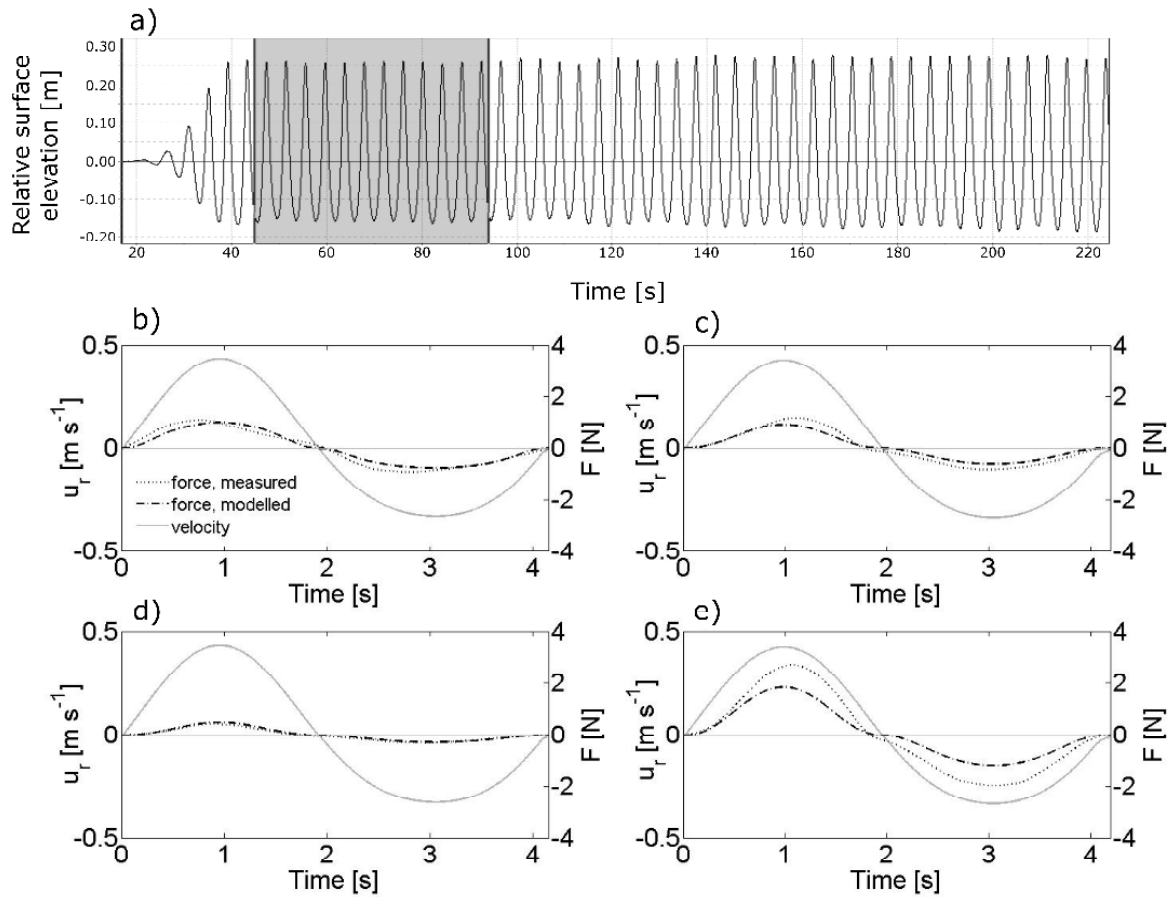 a)
Relative surface
elevation [m]
0.30
0.20
0.10
0.00
-0.10
-0.20
20 40 60 80 100 120 140 160 180 200 220
Time [s]
b)
0.5
0
-0.5
u_r [m s⁻¹]
4
2
0
-2
-4
F [N]
force, measured
force, modelled
velocity
0 1 2 3 4
Time [s]
c)
0.5
0
-0.5
u_r [m s⁻¹]
4
2
0
-2
-4
F [N]
0 1 2 3 4
Time [s]
d)
0.5
0
-0.5
u_r [m s⁻¹]
4
2
0
-2
-4
F [N]
0 1 2 3 4
Time [s]
e)
0.5
0
-0.5
u_r [m s⁻¹]
4
2
0
-2
-4
F [N]
0 1 2 3 4
Time [s]